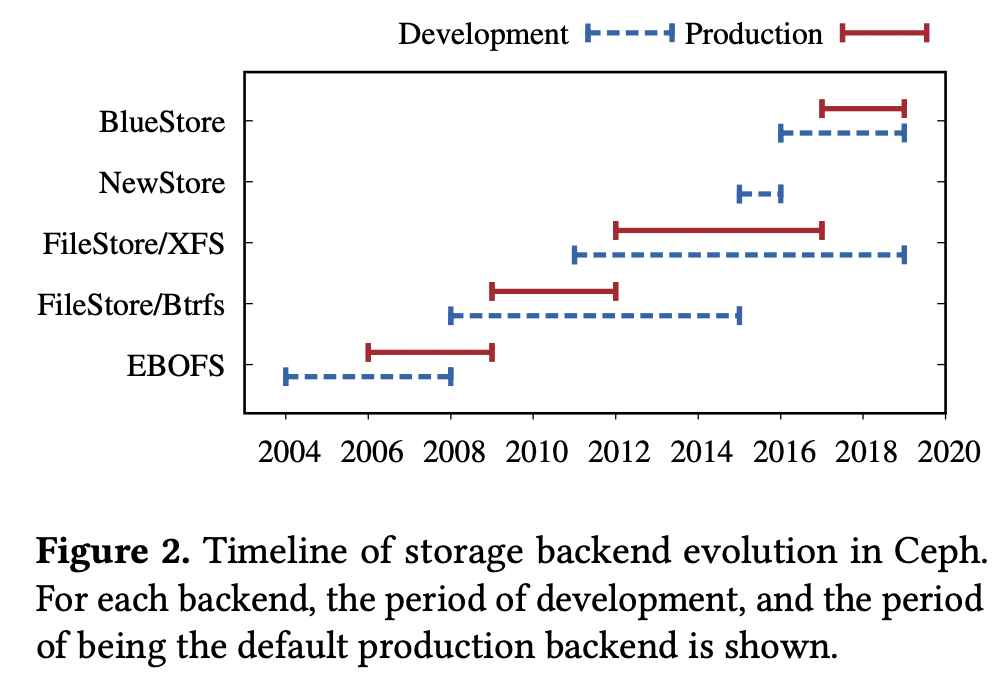 Development Production
BlueStore
NewStore
FileStore/XFS
FileStore/Btrfs
EBOFS
2004 2006 2008 2010 2012 2014 2016 2018 2020
Figure 2. Timeline of storage backend evolution in Ceph.
For each backend, the period of development, and the period
of being the default production backend is shown.